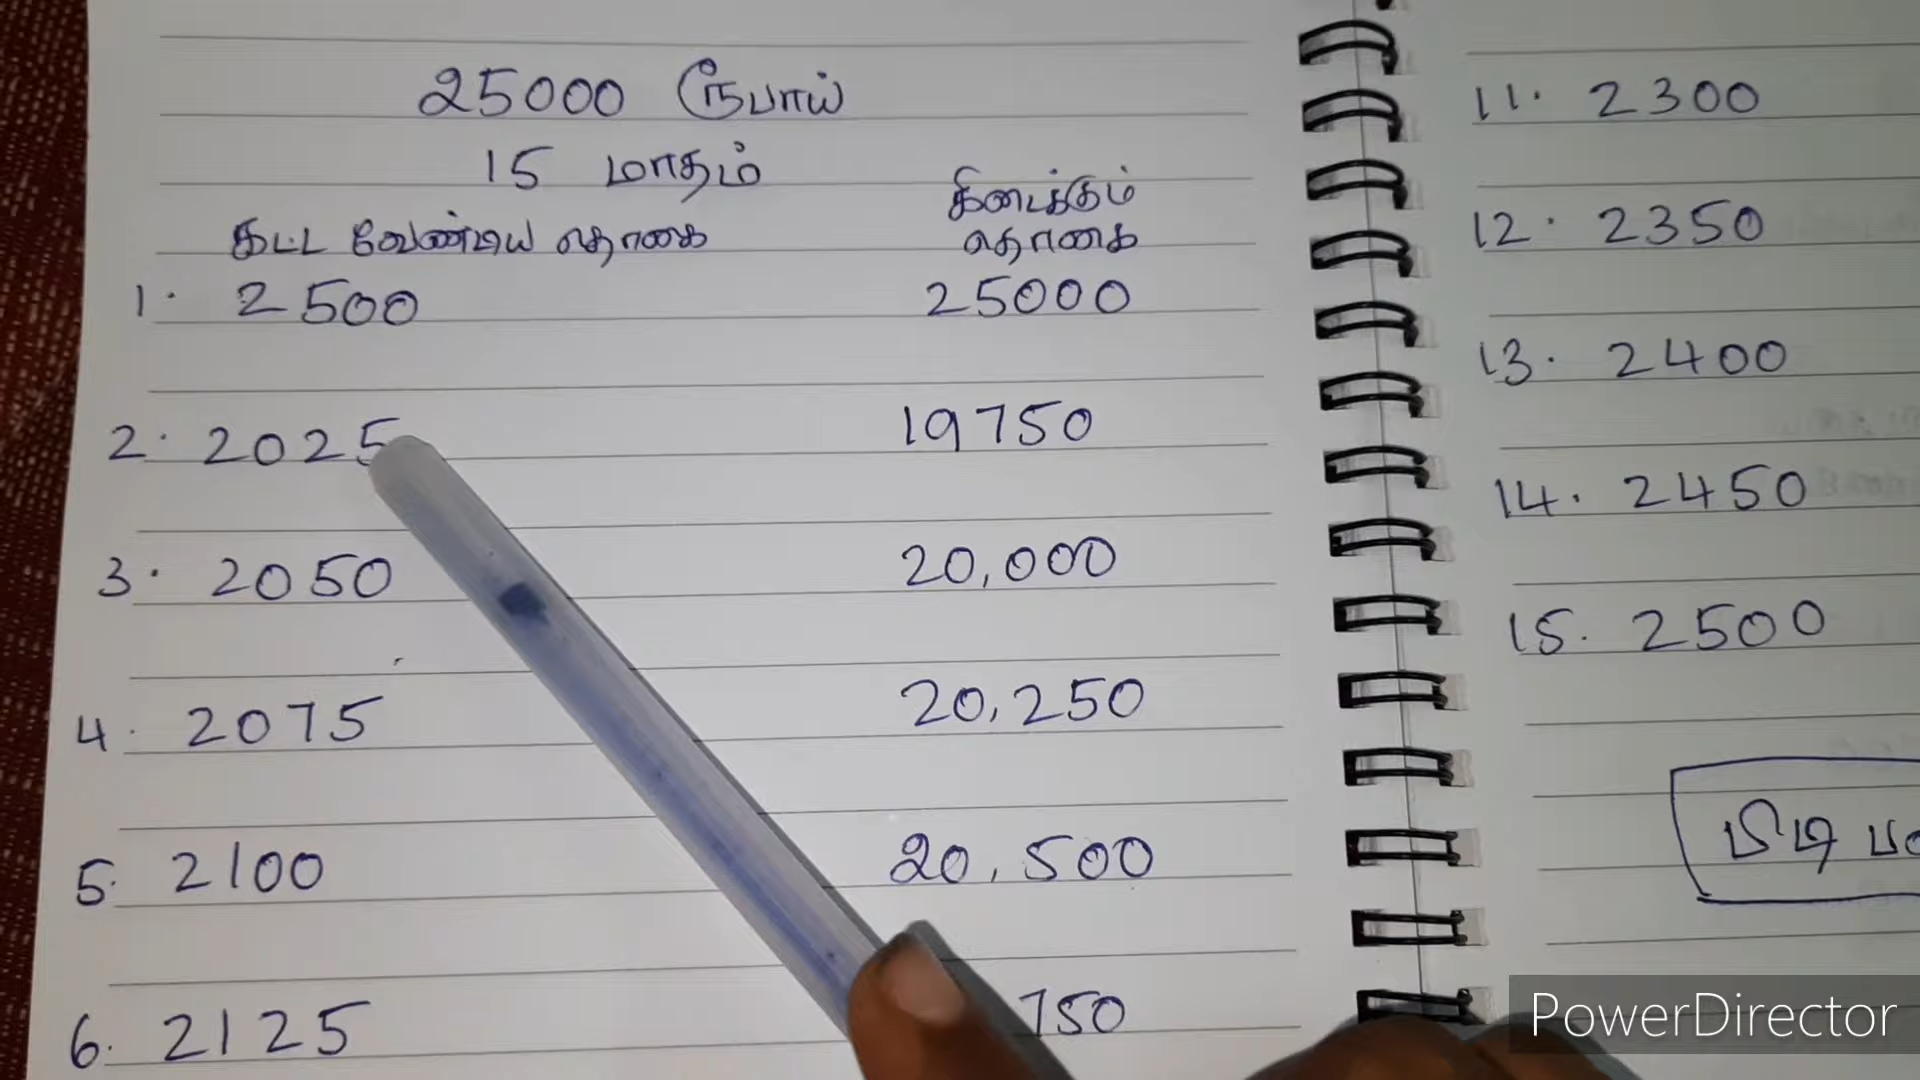 25000 ரூபாய்
15 மாதம்
கட்ட வேண்டிய தொகை
கிடைக்கும்
தொகை
1. 2500 25000
2. 2025 19750
3. 2050 20,000
4. 2075 20,250
5. 2100 20,500
6. 2125 750
11. 2300
12. 2350
13. 2400
14. 2450
15. 2500
PowerDirector